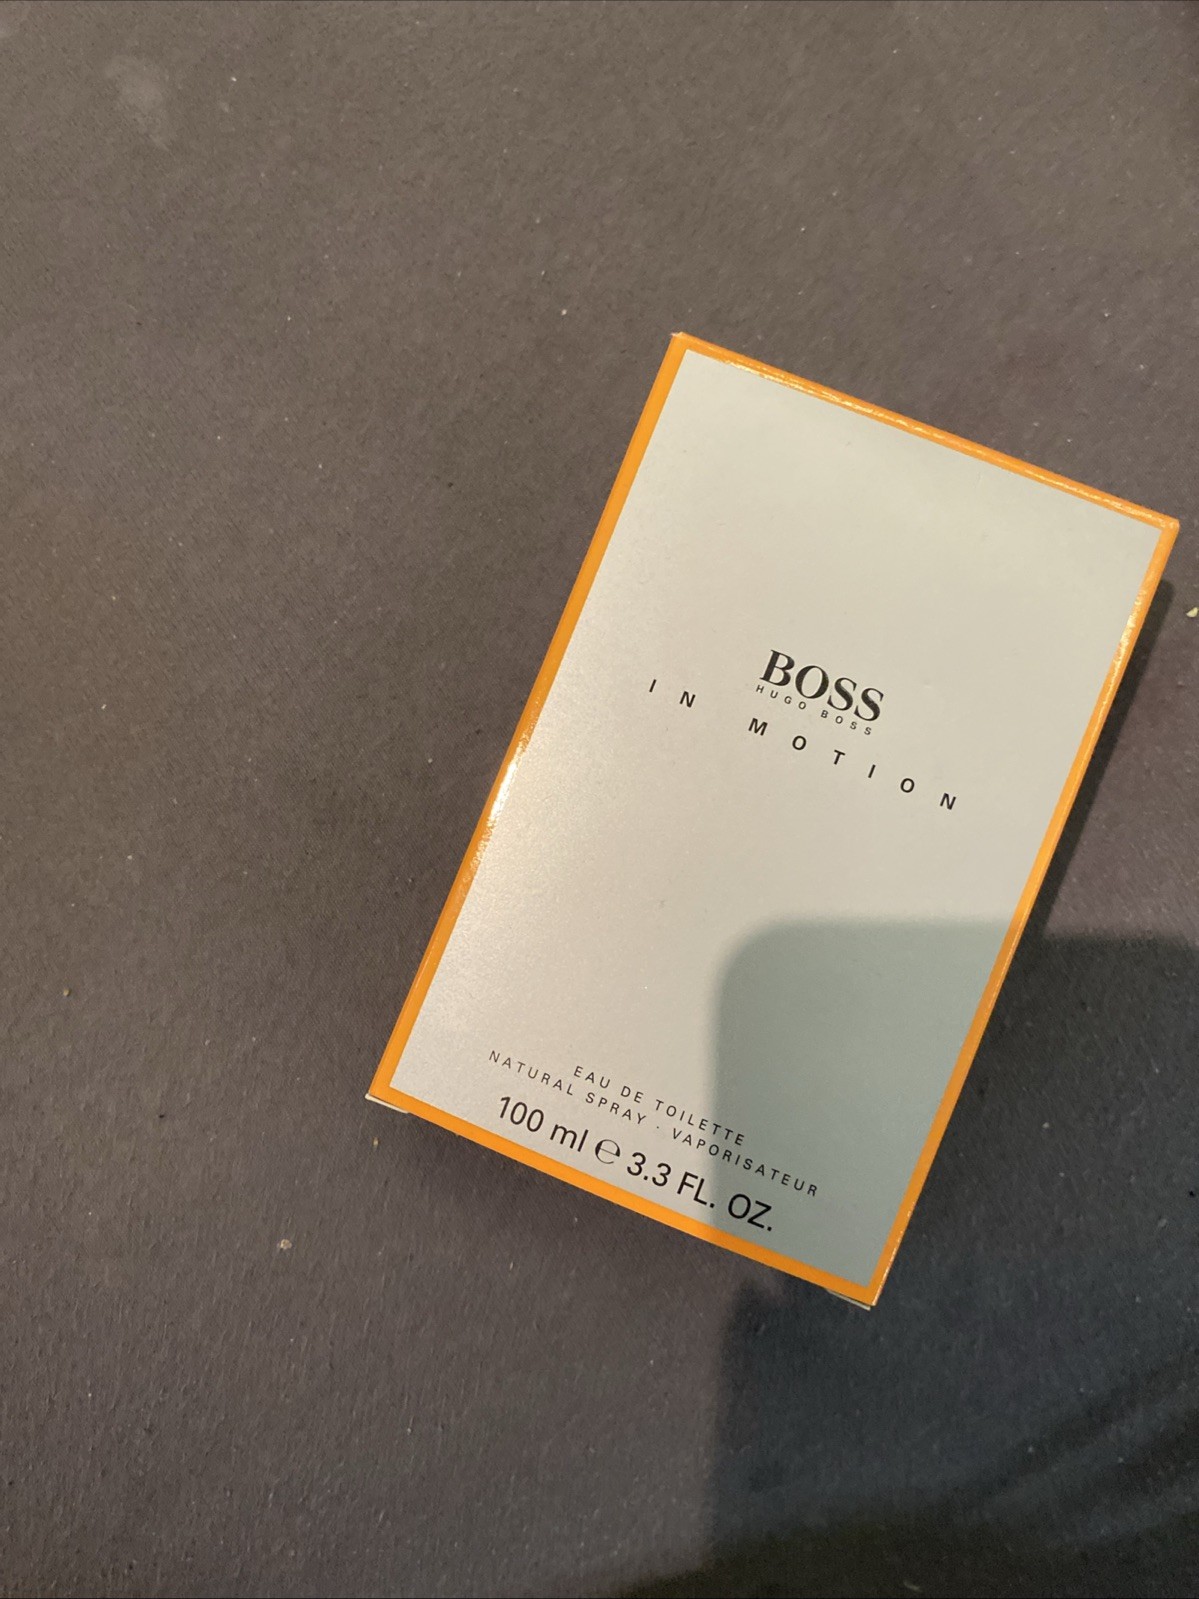 BOSS
HUGO BOSS
IN MOTION
EAU DE TOILETTE
NATURAL SPRAY · VAPORISATEUR
100 ml ℮ 3.3 FL. OZ.